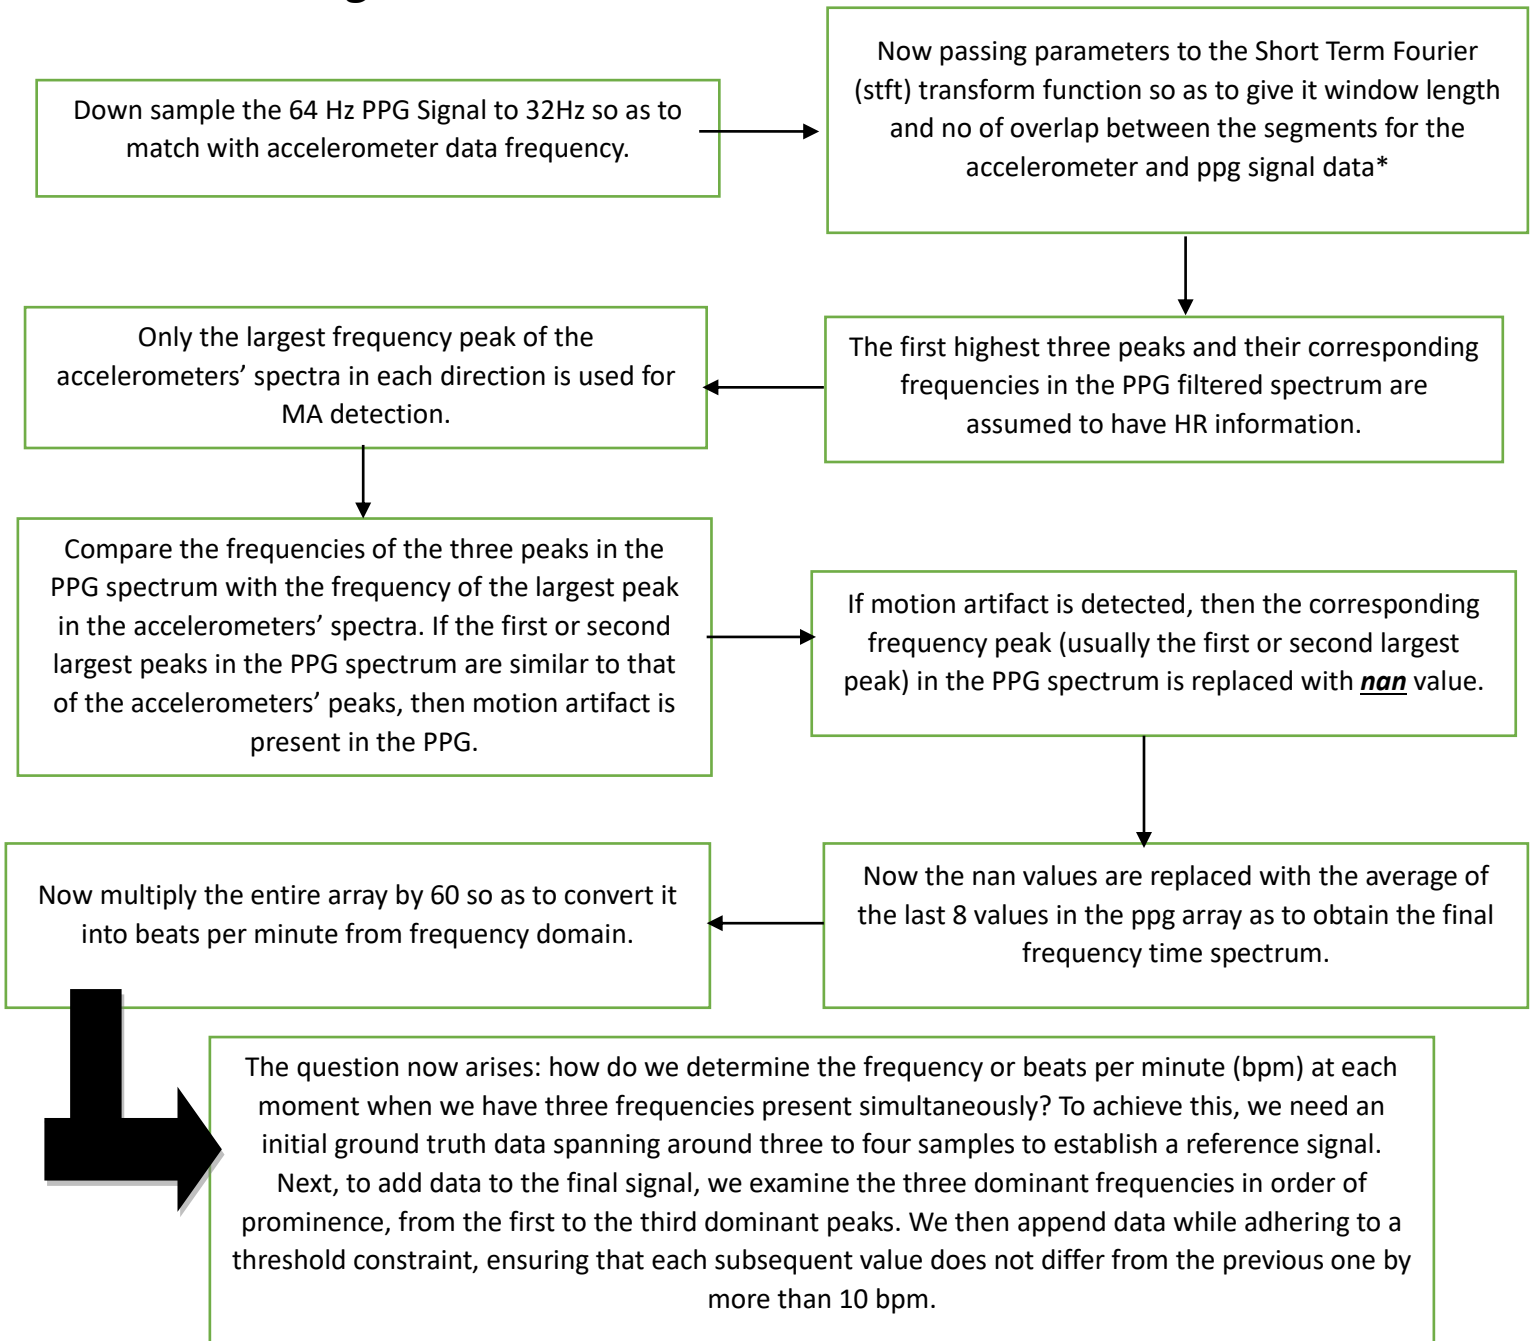 Down sample the 64 Hz PPG Signal to 32Hz so as to
match with accelerometer data frequency.
Now passing parameters to the Short Term Fourier
(stft) transform function so as to give it window length
and no of overlap between the segments for the
accelerometer and ppg signal data*
The first highest three peaks and their corresponding
frequencies in the PPG filtered spectrum are
assumed to have HR information.
Only the largest frequency peak of the
accelerometers’ spectra in each direction is used for
MA detection.
Compare the frequencies of the three peaks in the
PPG spectrum with the frequency of the largest peak
in the accelerometers’ spectra. If the first or second
largest peaks in the PPG spectrum are similar to that
of the accelerometers’ peaks, then motion artifact is
present in the PPG.
If motion artifact is detected, then the corresponding
frequency peak (usually the first or second largest
peak) in the PPG spectrum is replaced with nan value.
Now the nan values are replaced with the average of
the last 8 values in the ppg array as to obtain the final
frequency time spectrum.
Now multiply the entire array by 60 so as to convert it
into beats per minute from frequency domain.
The question now arises: how do we determine the frequency or beats per minute (bpm) at each
moment when we have three frequencies present simultaneously? To achieve this, we need an
initial ground truth data spanning around three to four samples to establish a reference signal.
Next, to add data to the final signal, we examine the three dominant frequencies in order of
prominence, from the first to the third dominant peaks. We then append data while adhering to a
threshold constraint, ensuring that each subsequent value does not differ from the previous one by
more than 10 bpm.